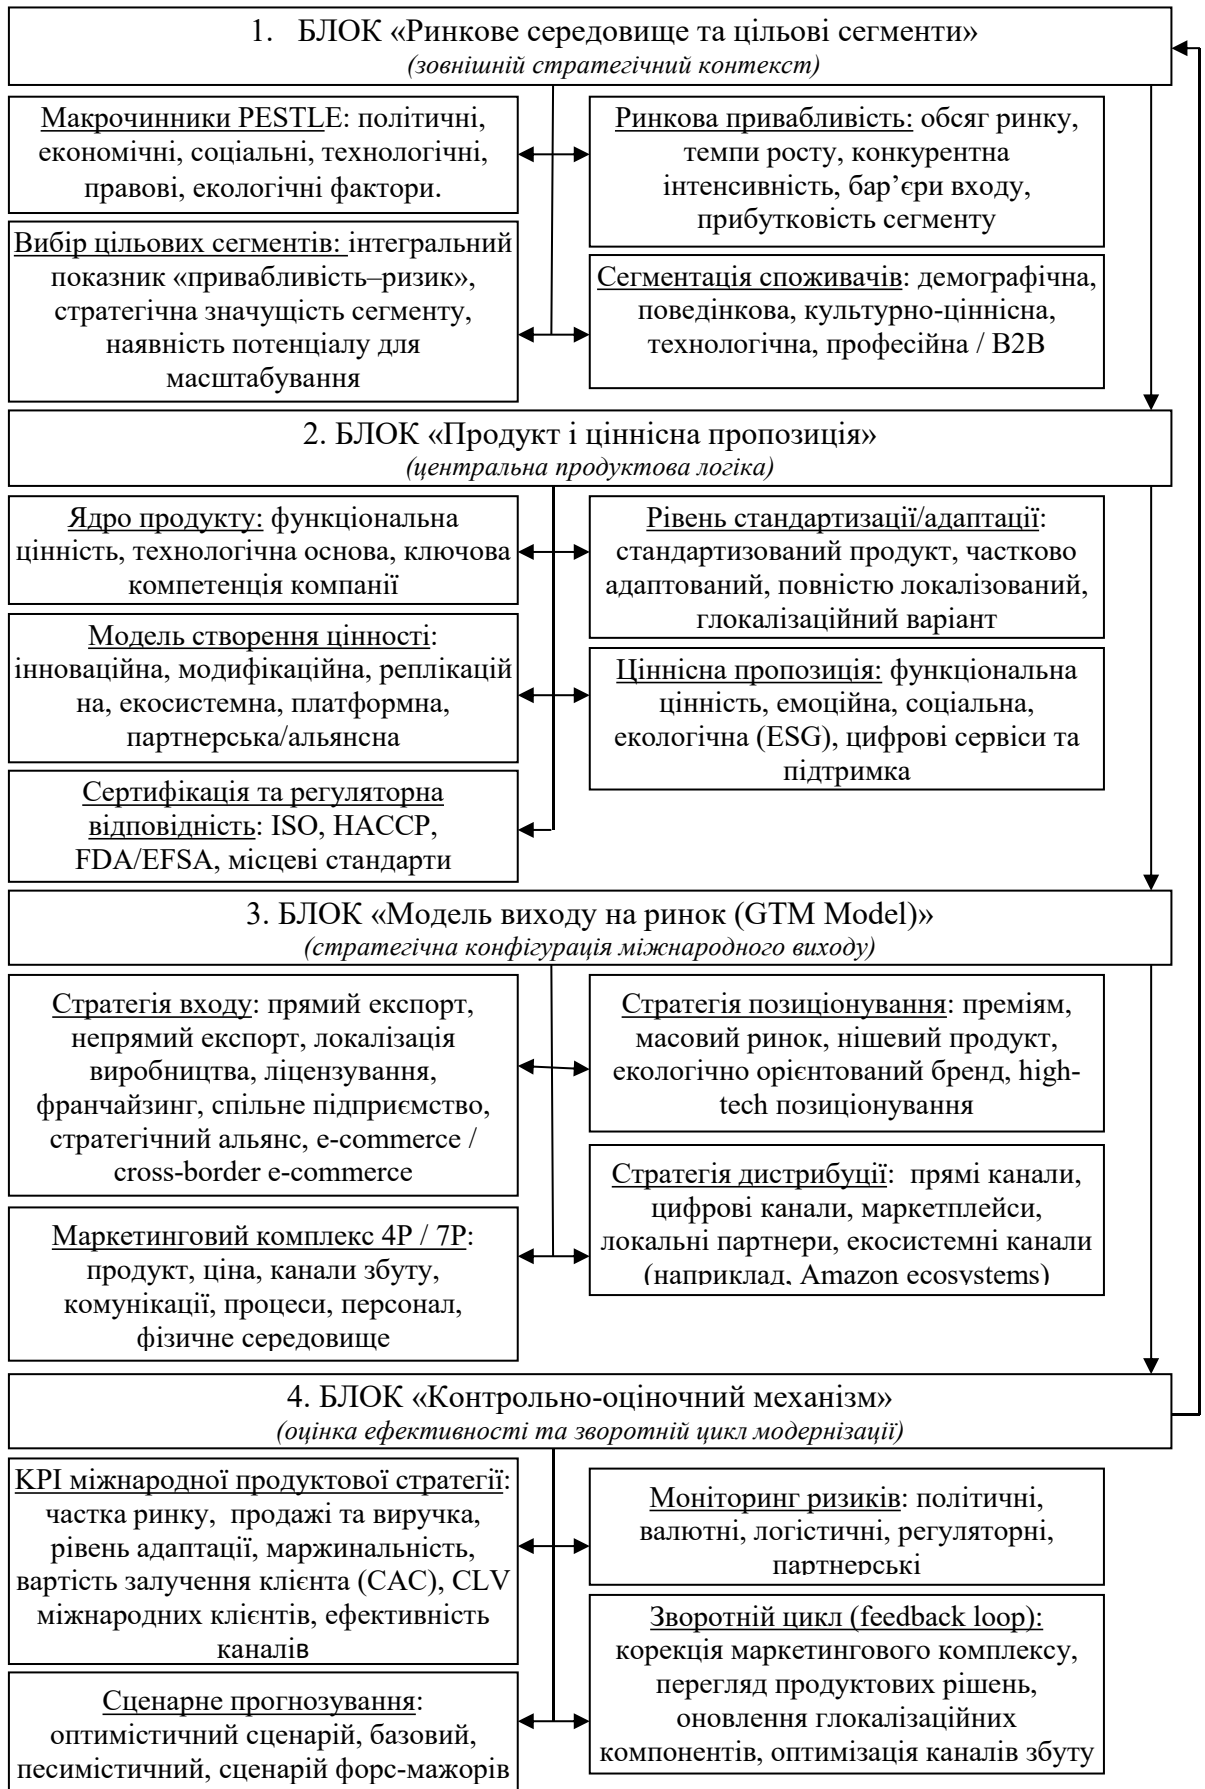 1. БЛОК «Ринкове середовище та цільові сегменти»
(зовнішній стратегічний контекст)
Макрочинники PESTLE: політичні,
економічні, соціальні, технологічні,
правові, екологічні фактори.
Ринкова привабливість: обсяг ринку,
темпи росту, конкурентна
інтенсивність, бар’єри входу,
прибутковість сегменту
Вибір цільових сегментів: інтегральний
показник «привабливість–ризик»,
стратегічна значущість сегменту,
наявність потенціалу для
масштабування
Сегментація споживачів: демографічна,
поведінкова, культурно-ціннісна,
технологічна, професійна / B2B
2. БЛОК «Продукт і ціннісна пропозиція»
(центральна продуктова логіка)
Ядро продукту: функціональна
цінність, технологічна основа, ключова
компетенція компанії
Рівень стандартизації/адаптації:
стандартизований продукт, частково
адаптований, повністю локалізований,
глокалізаційний варіант
Модель створення цінності:
інноваційна, модифікаційна, реплікацій
на, екосистемна, платформна,
партнерська/альянсна
Ціннісна пропозиція: функціональна
цінність, емоційна, соціальна,
екологічна (ESG), цифрові сервіси та
підтримка
Сертифікація та регуляторна
відповідність: ISO, HACCP,
FDA/EFSA, місцеві стандарти
3. БЛОК «Модель виходу на ринок (GTM Model)»
(стратегічна конфігурація міжнародного виходу)
Стратегія входу: прямий експорт,
непрямий експорт, локалізація
виробництва, ліцензування,
франчайзинг, спільне підприємство,
стратегічний альянс, e-commerce /
cross-border e-commerce
Стратегія позиціонування: преміям,
масовий ринок, нішевий продукт,
екологічно орієнтований бренд, high-
tech позиціонування
Маркетинговий комплекс 4P / 7P:
продукт, ціна, канали збуту,
комунікації, процеси, персонал,
фізичне середовище
Стратегія дистрибуції: прямі канали,
цифрові канали, маркетплейси,
локальні партнери, екосистемні канали
(наприклад, Amazon ecosystems)
4. БЛОК «Контрольно-оціночний механізм»
(оцінка ефективності та зворотній цикл модернізації)
KPI міжнародної продуктової стратегії:
частка ринку, продажі та виручка,
рівень адаптації, маржинальність,
вартість залучення клієнта (CAC), CLV
міжнародних клієнтів, ефективність
каналів
Моніторинг ризиків: політичні,
валютні, логістичні, регуляторні,
партнерські
Сценарне прогнозування:
оптимістичний сценарій, базовий,
песимістичний, сценарій форс-мажорів
Зворотній цикл (feedback loop):
корекція маркетингового комплексу,
перегляд продуктових рішень,
оновлення глокалізаційних
компонентів, оптимізація каналів збуту